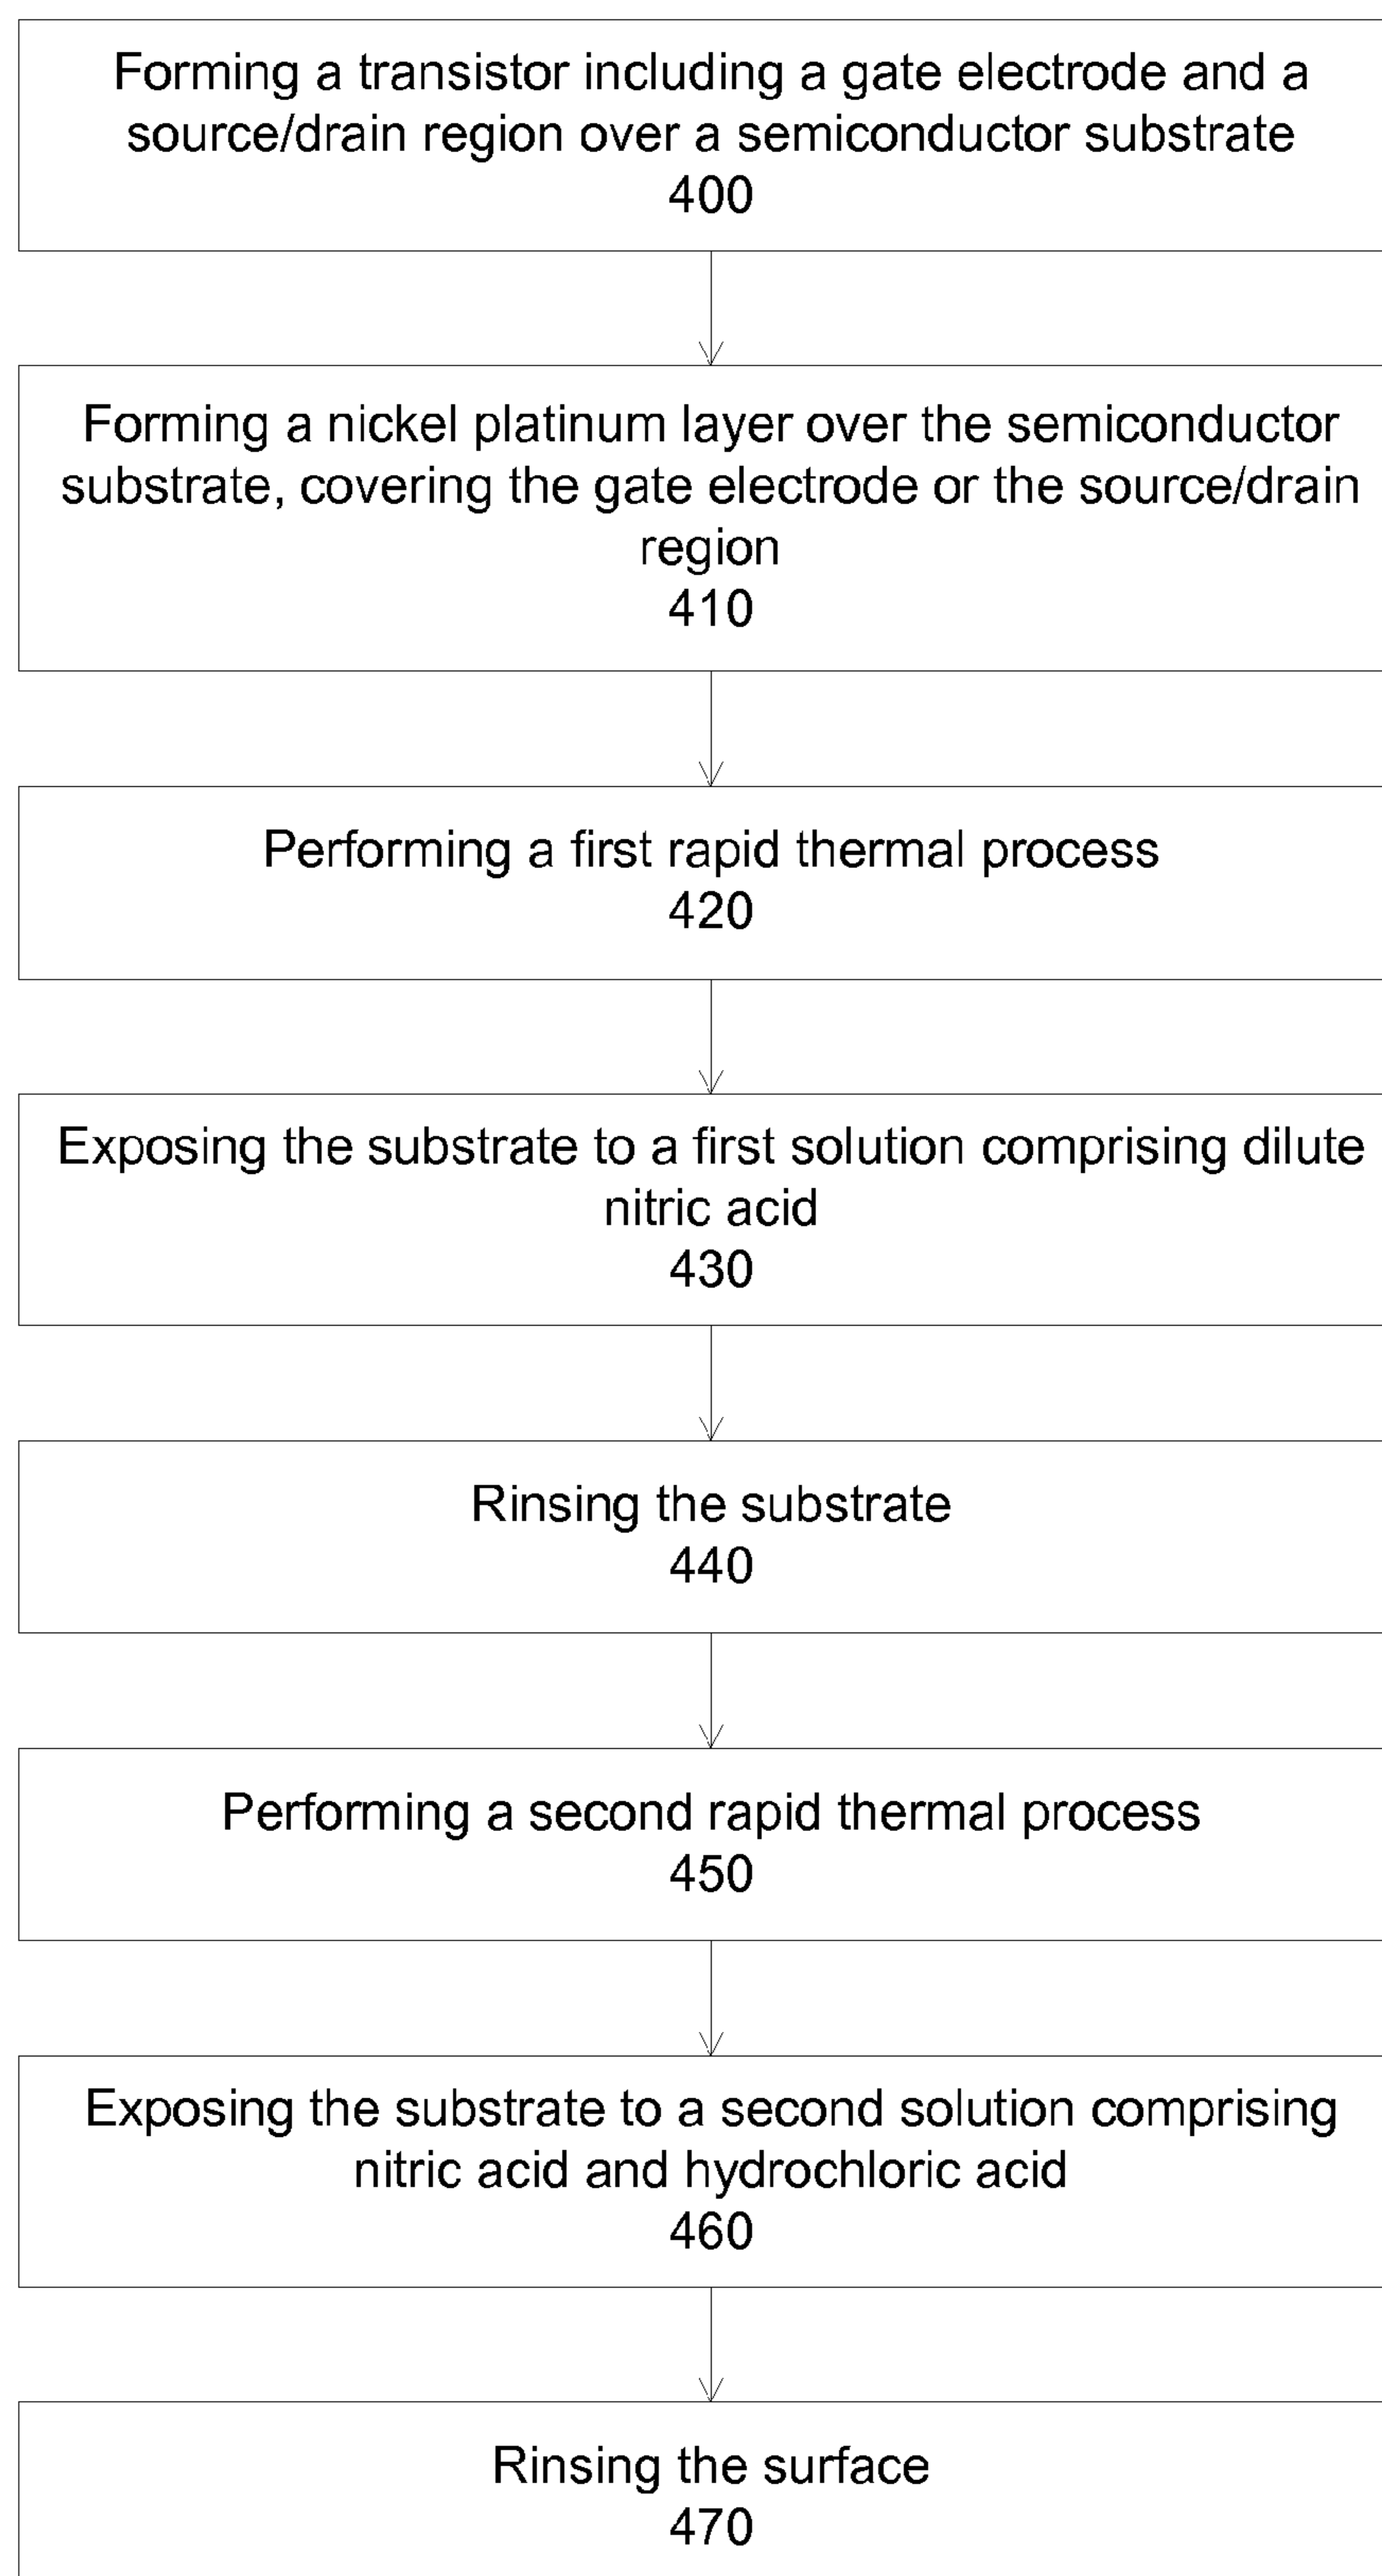 Forming a transistor including a gate electrode and a
source/drain region over a semiconductor substrate
400
Forming a nickel platinum layer over the semiconductor
substrate, covering the gate electrode or the source/drain
region
410
Performing a first rapid thermal process
420
Exposing the substrate to a first solution comprising dilute
nitric acid
430
Rinsing the substrate
440
Performing a second rapid thermal process
450
Exposing the substrate to a second solution comprising
nitric acid and hydrochloric acid
460
Rinsing the surface
470